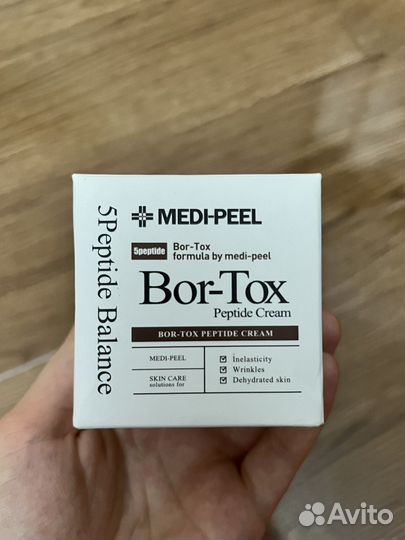 5Peptide Balance
MEDI-PEEL
5peptide
Bor-Tox
formula by medi-peel
Bor-Tox
Peptide Cream
BOR-TOX PEPTIDE CREAM
MEDI-PEEL
SKIN CARE
solutions for
İnelasticity
Wrinkles
Dehydrated skin
Avito